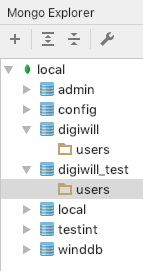 Mongo Explorer
local
admin
config
digiwill
users
digiwill_test
users
local
testint
winddb